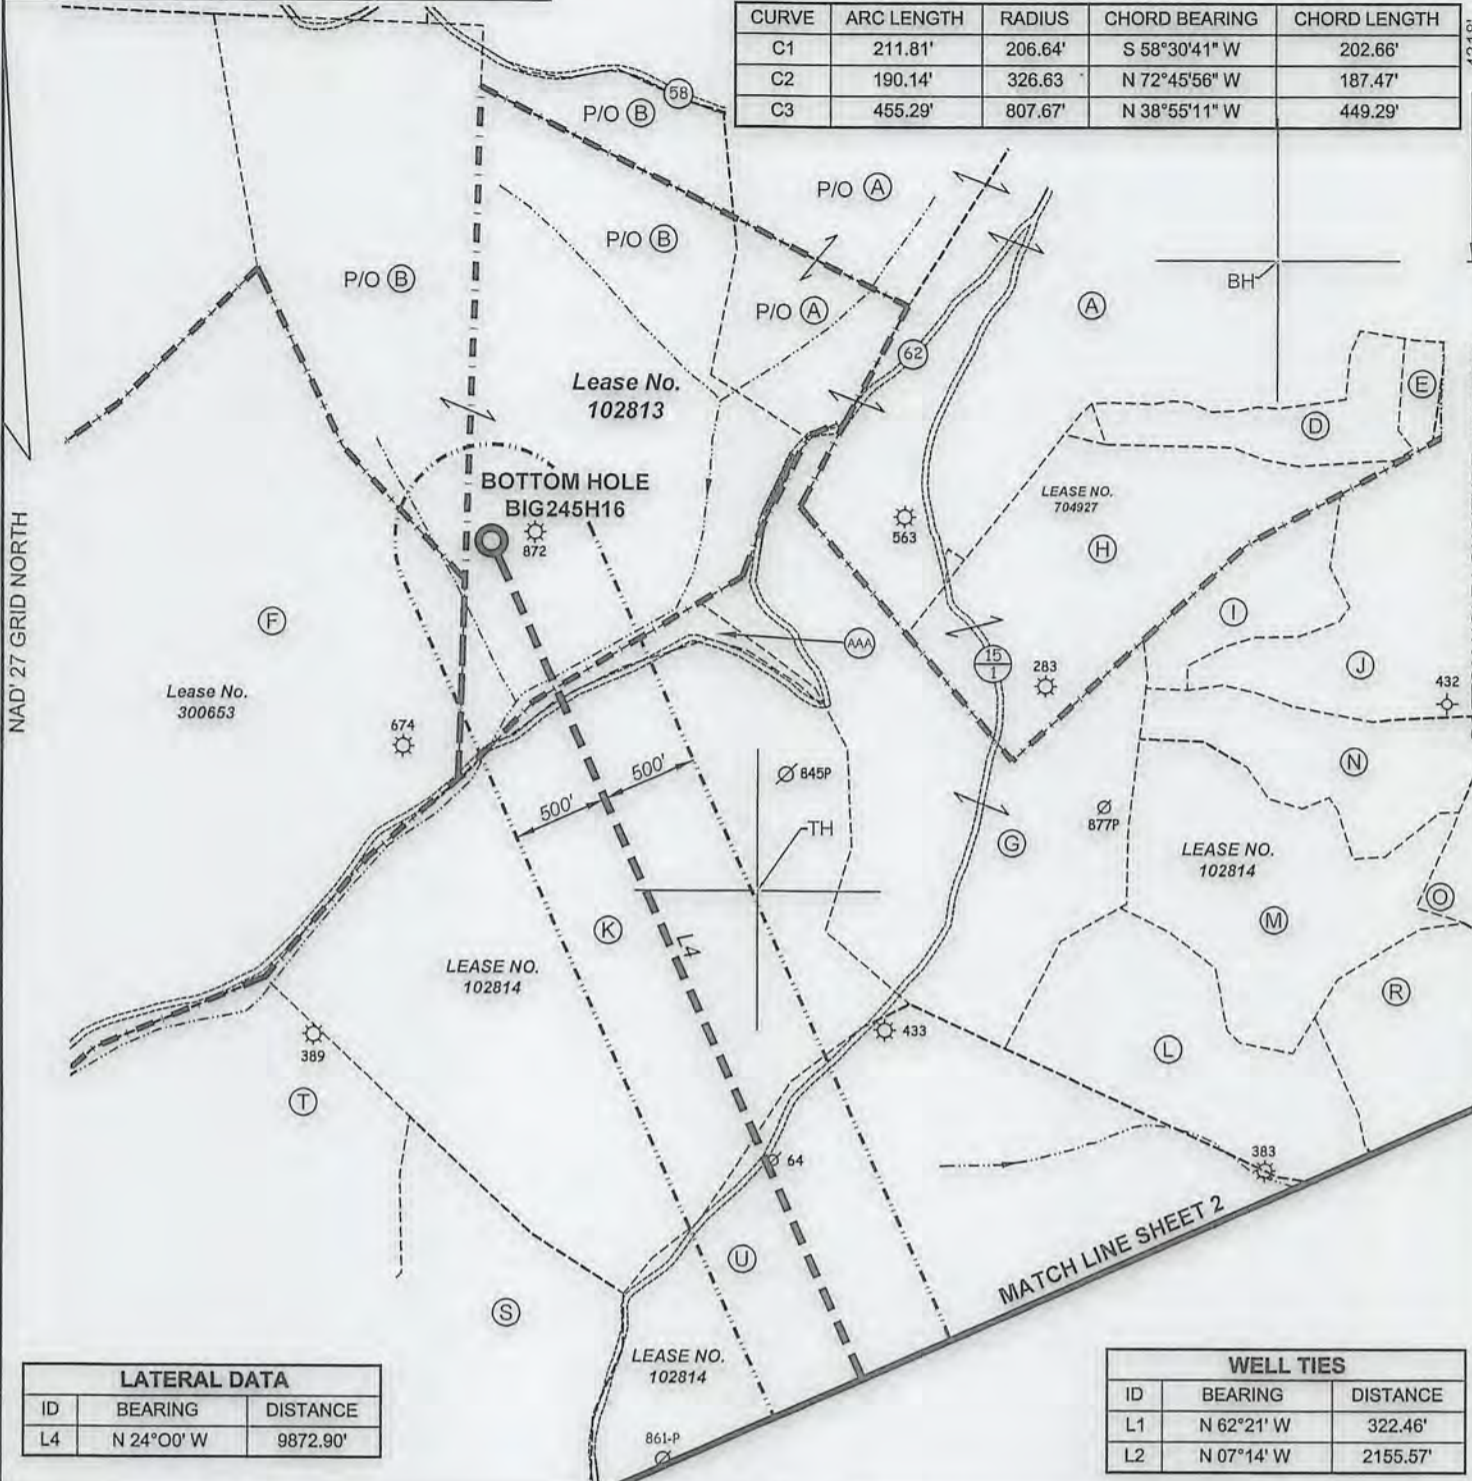 CURVE ARC LENGTH RADIUS CHORD BEARING CHORD LENGTH
C1 211.81' 206.64' S 58°30'41" W 202.66'
C2 190.14' 326.63 N 72°45'56" W 187.47'
C3 455.29' 807.67' N 38°55'11" W 449.29'
58
P/O B
P/O A
P/O B
P/O B
P/O A
BH
A
62
Lease No.
102813
E
D
BOTTOM HOLE
BIG245H16
872
563
LEASE NO.
704927
H
NAD' 27 GRID NORTH
F
I
AAA
15
1
283
J
432
Lease No.
300653
674
500'
500'
845P
N
TH
877P
G
LEASE NO.
102814
O
M
K
L4
LEASE NO.
102814
R
389
433
L
T
64
383
MATCH LINE SHEET 2
U
S
LEASE NO.
102814
861-P
LATERAL DATA
ID BEARING DISTANCE
L4 N 24°O0' W 9872.90'
WELL TIES
ID BEARING DISTANCE
L1 N 62°21' W 322.46'
L2 N 07°14' W 2155.57'